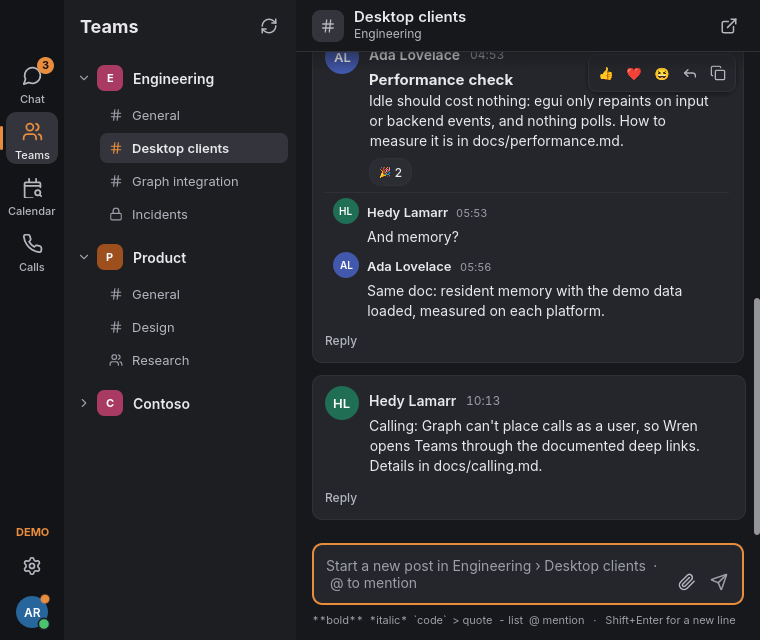 Teams
Desktop clients
Engineering
3
Chat
Teams
Calendar
Calls
DEMO
AR
E Engineering
General
Desktop clients
Graph integration
Incidents
P Product
General
Design
Research
C Contoso
AL Ada Lovelace 04:53
Performance check
Idle should cost nothing: egui only repaints on input
or backend events, and nothing polls. How to
measure it is in docs/performance.md.
👍 ❤️ 😆
🎉 2
HL Hedy Lamarr 05:53
And memory?
AL Ada Lovelace 05:56
Same doc: resident memory with the demo data
loaded, measured on each platform.
Reply
HL Hedy Lamarr 10:13
Calling: Graph can't place calls as a user, so Wren
opens Teams through the documented deep links.
Details in docs/calling.md.
Reply
Start a new post in Engineering › Desktop clients ·
@ to mention
**bold** *italic* `code` > quote - list @ mention · Shift+Enter for a new line